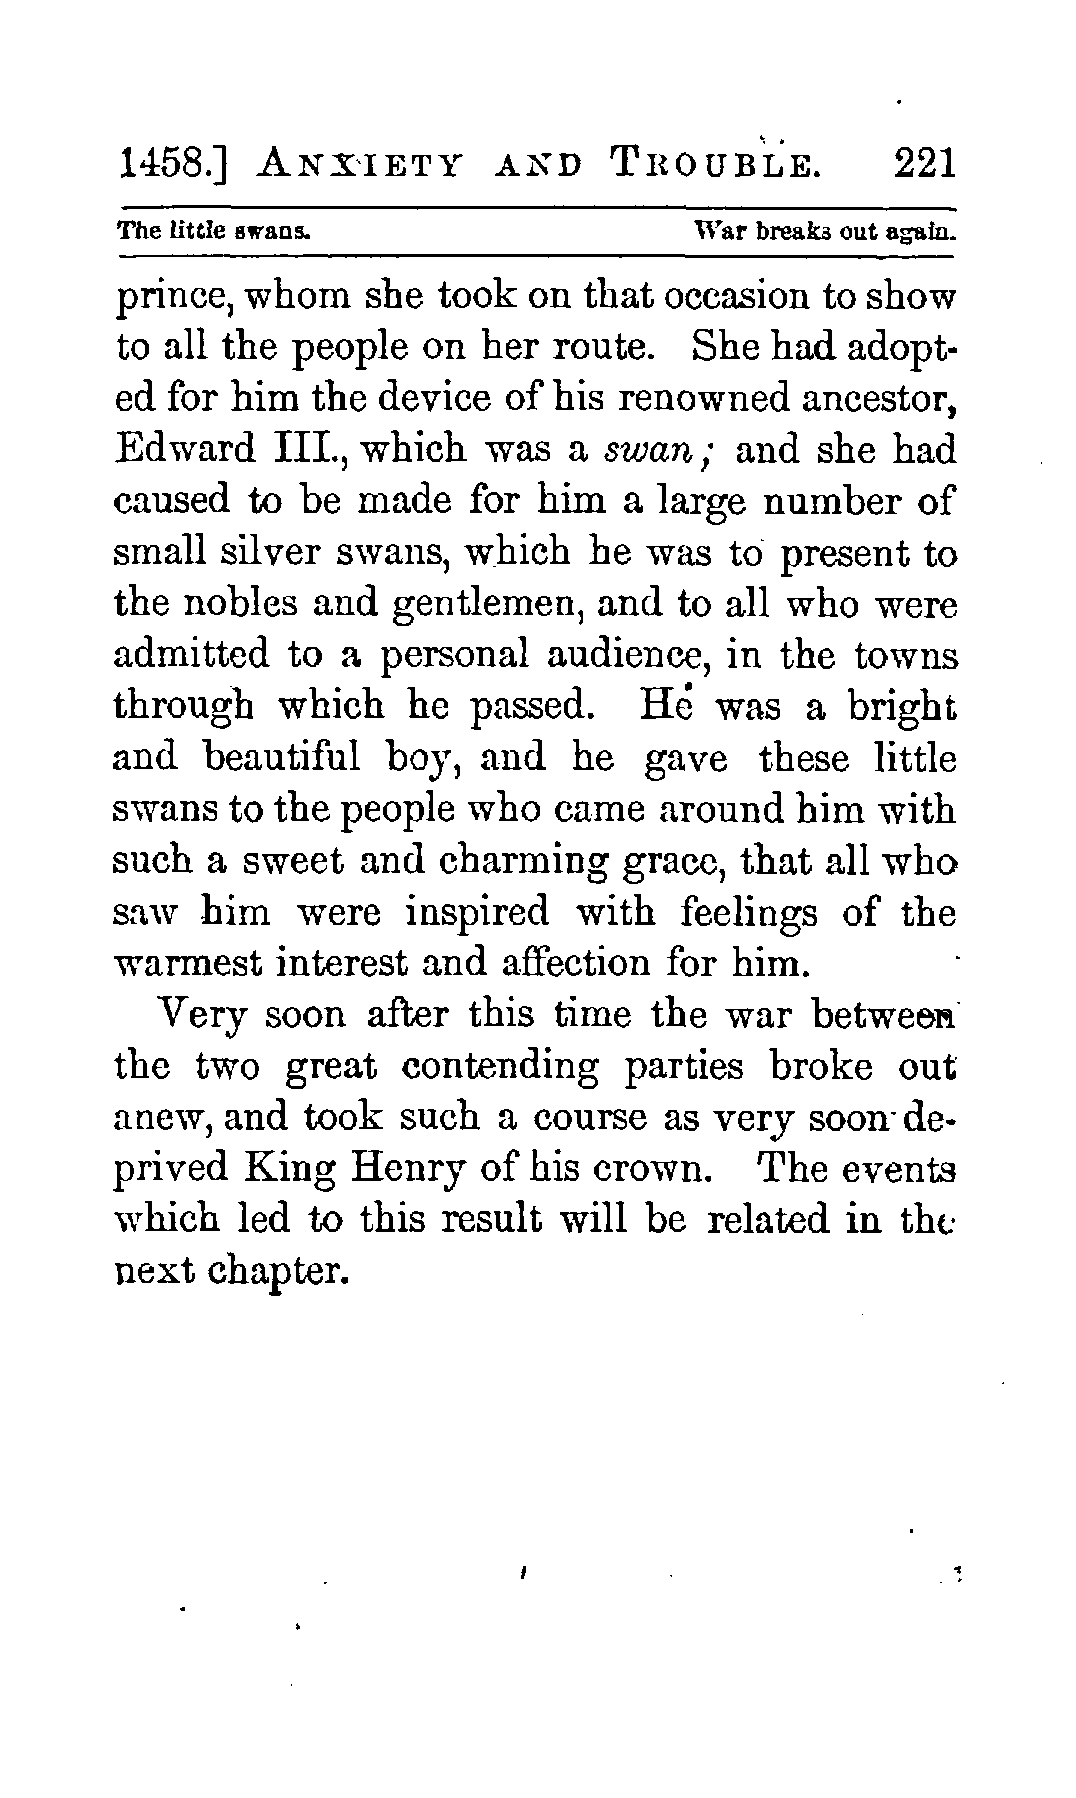 1458.] ANXIETY AND TROUBLE. 221
The little swans. War breaks out again.
prince, whom she took on that occasion to show
to all the people on her route. She had adopt-
ed for him the device of his renowned ancestor,
Edward III., which was a swan; and she had
caused to be made for him a large number of
small silver swans, which he was to present to
the nobles and gentlemen, and to all who were
admitted to a personal audience, in the towns
through which he passed. He was a bright
and beautiful boy, and he gave these little
swans to the people who came around him with
such a sweet and charming grace, that all who
saw him were inspired with feelings of the
warmest interest and affection for him.
Very soon after this time the war between
the two great contending parties broke out
anew, and took such a course as very soon de-
prived King Henry of his crown. The events
which led to this result will be related in the
next chapter.